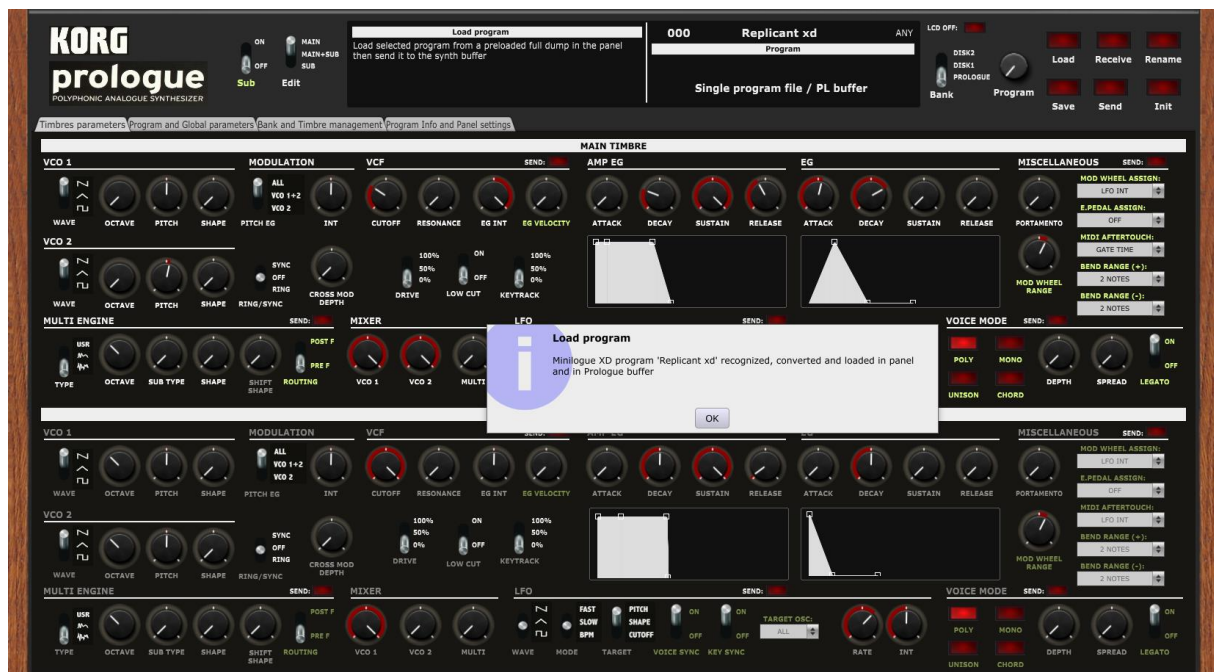 KORG
prologue
POLYPHONIC ANALOGUE SYNTHESIZER
ON
OFF
Sub
MAIN
MAIN+SUB
SUB
Edit
Load program
Load selected program from a preloaded full dump in the panel
then send it to the synth buffer
000 Replicant xd ANY
Program
Single program file / PL buffer
LCD OFF:
DISK2
DISK1
PROLOGUE
Bank
Program
Load Receive Rename
Save Send Init
Timbres parameters Program and Global parameters Bank and Timbre management Program Info and Panel settings
MAIN TIMBRE
VCO 1 MODULATION VCF SEND: AMP EG EG MISCELLANEOUS SEND:
ALL
VCO 1+2
VCO 2
WAVE OCTAVE PITCH SHAPE PITCH EG INT CUTOFF RESONANCE EG INT EG VELOCITY ATTACK DECAY SUSTAIN RELEASE ATTACK DECAY SUSTAIN RELEASE PORTAMENTO
MOD WHEEL ASSIGN:
LFO INT
E.PEDAL ASSIGN:
OFF
MIDI AFTERTOUCH:
GATE TIME
BEND RANGE (+):
2 NOTES
BEND RANGE (-):
2 NOTES
MOD WHEEL
RANGE
VCO 2
SYNC
OFF
RING
100%
50%
0%
ON
OFF
100%
50%
0%
WAVE OCTAVE PITCH SHAPE RING/SYNC CROSS MOD
DEPTH
DRIVE LOW CUT KEYTRACK
MULTI ENGINE SEND: MIXER LFO VOICE MODE SEND:
USR
POST F
PRE F
TYPE OCTAVE SUB TYPE SHAPE SHIFT
SHAPE
ROUTING VCO 1 VCO 2 MULTI
POLY MONO
UNISON CHORD
DEPTH SPREAD LEGATO
ON
OFF
Load program
Minilogue XD program 'Replicant xd' recognized, converted and loaded in panel
and in Prologue buffer
OK
VCO 1 MODULATION VCF SEND: AMP EG EG MISCELLANEOUS SEND:
ALL
VCO 1+2
VCO 2
WAVE OCTAVE PITCH SHAPE PITCH EG INT CUTOFF RESONANCE EG INT EG VELOCITY ATTACK DECAY SUSTAIN RELEASE ATTACK DECAY SUSTAIN RELEASE PORTAMENTO
MOD WHEEL ASSIGN:
LFO INT
E.PEDAL ASSIGN:
OFF
MIDI AFTERTOUCH:
LFO INT
BEND RANGE (+):
2 NOTES
BEND RANGE (-):
2 NOTES
MOD WHEEL
RANGE
VCO 2
SYNC
OFF
RING
100%
50%
0%
ON
OFF
100%
50%
0%
WAVE OCTAVE PITCH SHAPE RING/SYNC CROSS MOD
DEPTH
DRIVE LOW CUT KEYTRACK
MULTI ENGINE SEND: MIXER LFO SEND: VOICE MODE SEND:
USR
POST F
PRE F
FAST
SLOW
BPM
PITCH
SHAPE
CUTOFF
ON
OFF
ON
OFF
TARGET OSC:
ALL
TYPE OCTAVE SUB TYPE SHAPE SHIFT
SHAPE
ROUTING VCO 1 VCO 2 MULTI WAVE MODE TARGET VOICE SYNC KEY SYNC RATE INT
POLY MONO
UNISON CHORD
DEPTH SPREAD LEGATO
ON
OFF